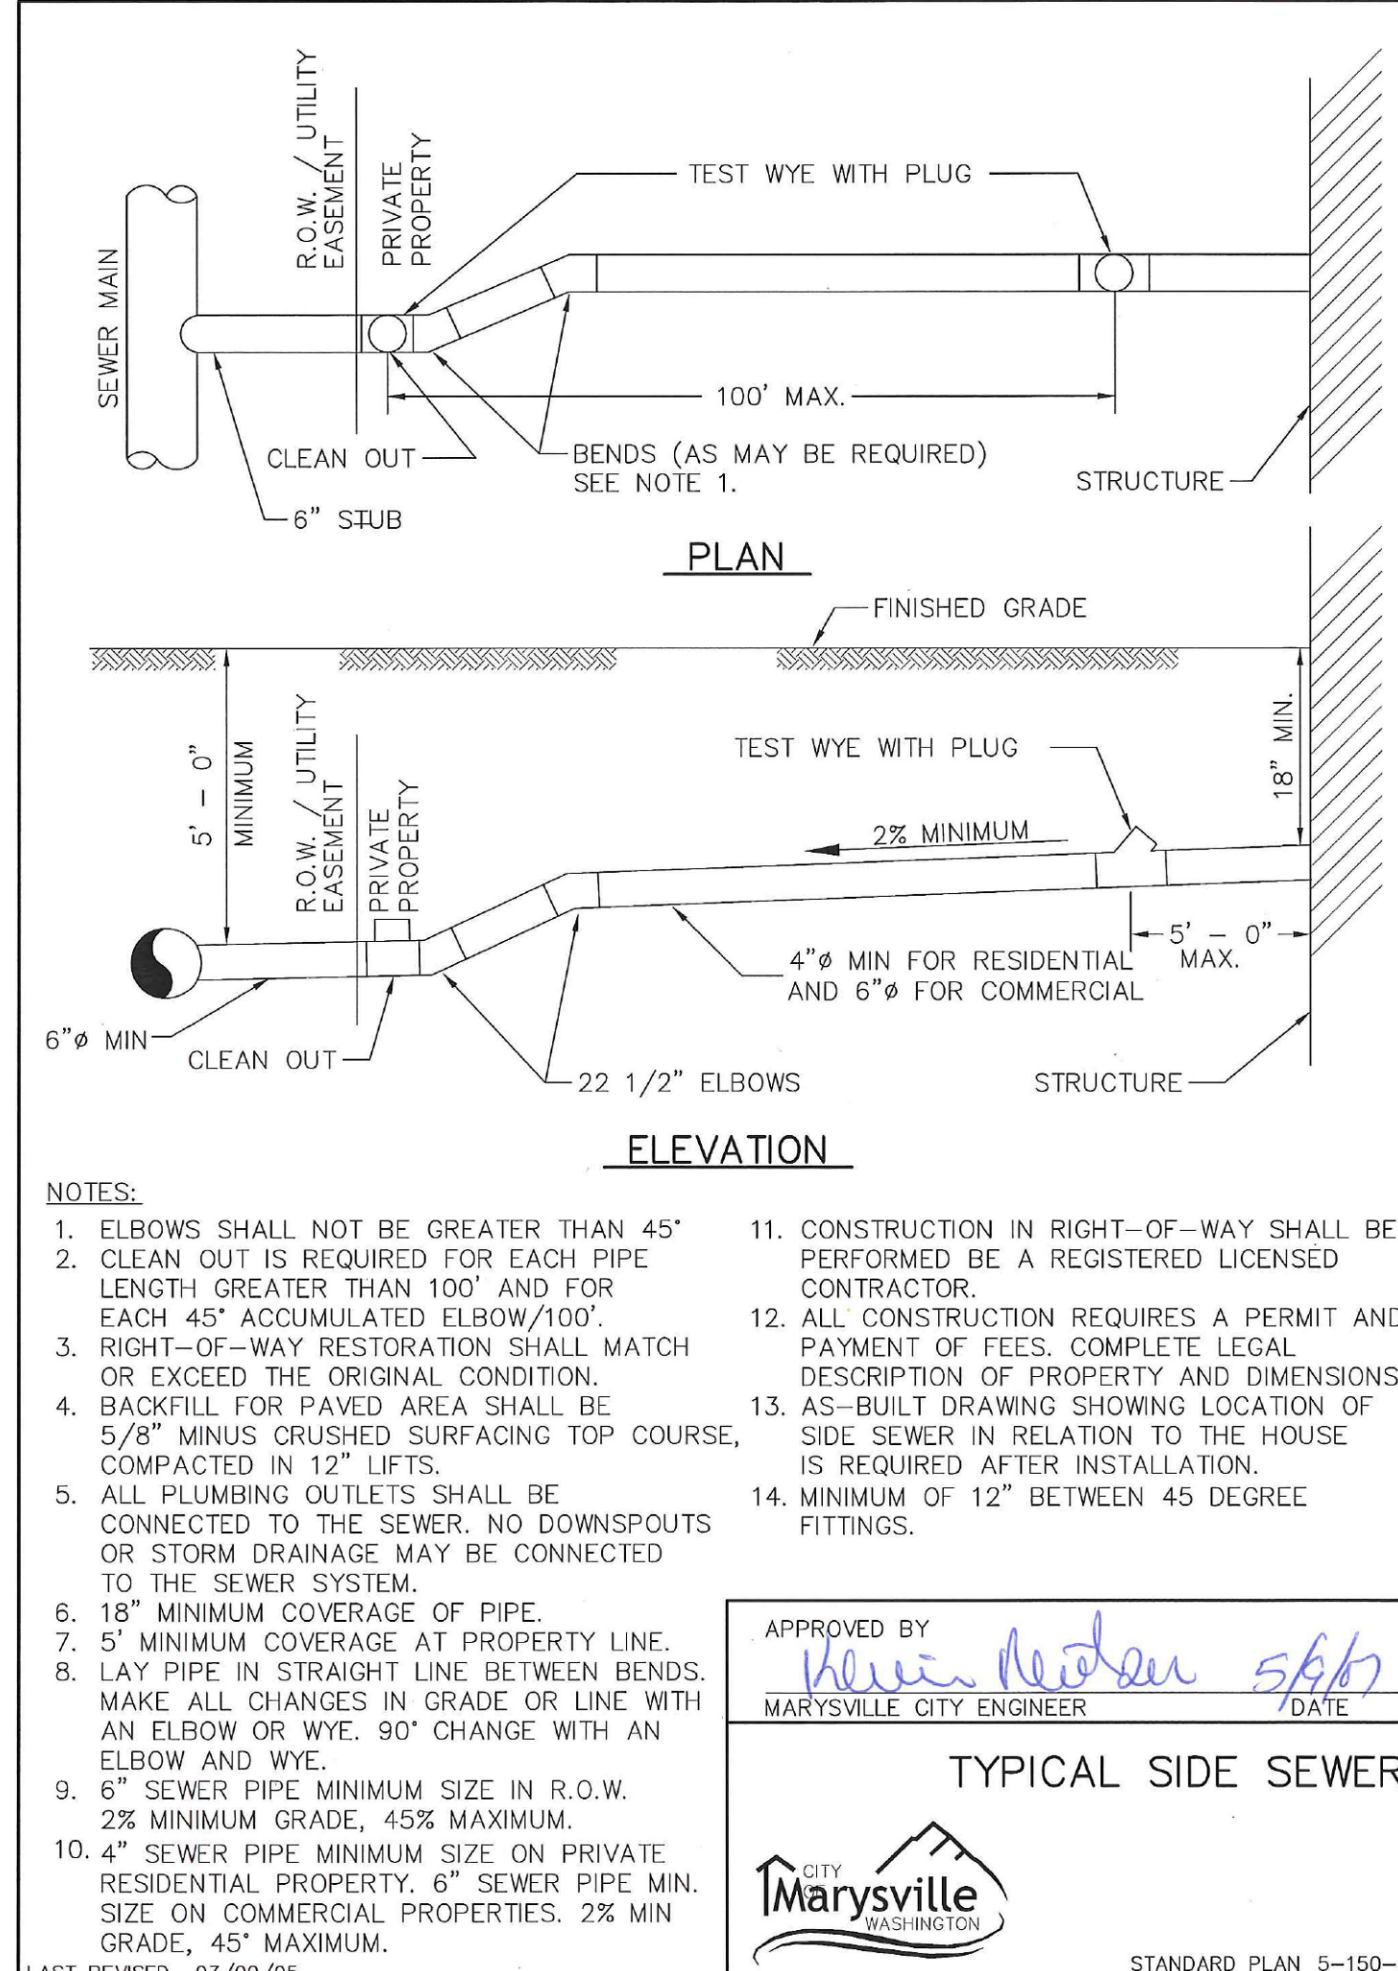 R.O.W. / UTILITY
EASEMENT
PRIVATE
PROPERTY
TEST WYE WITH PLUG
SEWER MAIN
100' MAX.
CLEAN OUT
BENDS (AS MAY BE REQUIRED)
SEE NOTE 1.
STRUCTURE
6" STUB
PLAN
FINISHED GRADE
5' - 0"
MINIMUM
R.O.W. / UTILITY
EASEMENT
PRIVATE
PROPERTY
TEST WYE WITH PLUG
18" MIN.
2% MINIMUM
5' - 0"
MAX.
4"ø MIN FOR RESIDENTIAL
AND 6"ø FOR COMMERCIAL
6"ø MIN
CLEAN OUT
22 1/2" ELBOWS
STRUCTURE
ELEVATION
NOTES:
1. ELBOWS SHALL NOT BE GREATER THAN 45°
2. CLEAN OUT IS REQUIRED FOR EACH PIPE
LENGTH GREATER THAN 100' AND FOR
EACH 45° ACCUMULATED ELBOW/100'.
3. RIGHT-OF-WAY RESTORATION SHALL MATCH
OR EXCEED THE ORIGINAL CONDITION.
4. BACKFILL FOR PAVED AREA SHALL BE
5/8" MINUS CRUSHED SURFACING TOP COURSE,
COMPACTED IN 12" LIFTS.
5. ALL PLUMBING OUTLETS SHALL BE
CONNECTED TO THE SEWER. NO DOWNSPOUTS
OR STORM DRAINAGE MAY BE CONNECTED
TO THE SEWER SYSTEM.
6. 18" MINIMUM COVERAGE OF PIPE.
7. 5' MINIMUM COVERAGE AT PROPERTY LINE.
8. LAY PIPE IN STRAIGHT LINE BETWEEN BENDS.
MAKE ALL CHANGES IN GRADE OR LINE WITH
AN ELBOW OR WYE. 90° CHANGE WITH AN
ELBOW AND WYE.
9. 6" SEWER PIPE MINIMUM SIZE IN R.O.W.
2% MINIMUM GRADE, 45% MAXIMUM.
10. 4" SEWER PIPE MINIMUM SIZE ON PRIVATE
RESIDENTIAL PROPERTY. 6" SEWER PIPE MIN.
SIZE ON COMMERCIAL PROPERTIES. 2% MIN
GRADE, 45° MAXIMUM.
11. CONSTRUCTION IN RIGHT-OF-WAY SHALL BE
PERFORMED BE A REGISTERED LICENSED
CONTRACTOR.
12. ALL CONSTRUCTION REQUIRES A PERMIT AND
PAYMENT OF FEES. COMPLETE LEGAL
DESCRIPTION OF PROPERTY AND DIMENSIONS
13. AS-BUILT DRAWING SHOWING LOCATION OF
SIDE SEWER IN RELATION TO THE HOUSE
IS REQUIRED AFTER INSTALLATION.
14. MINIMUM OF 12" BETWEEN 45 DEGREE
FITTINGS.
APPROVED BY
Kevin 5/9/07
MARYSVILLE CITY ENGINEER DATE
TYPICAL SIDE SEWER
CITY
OF
Marysville
WASHINGTON
STANDARD PLAN 5-150-
LAST REVISED